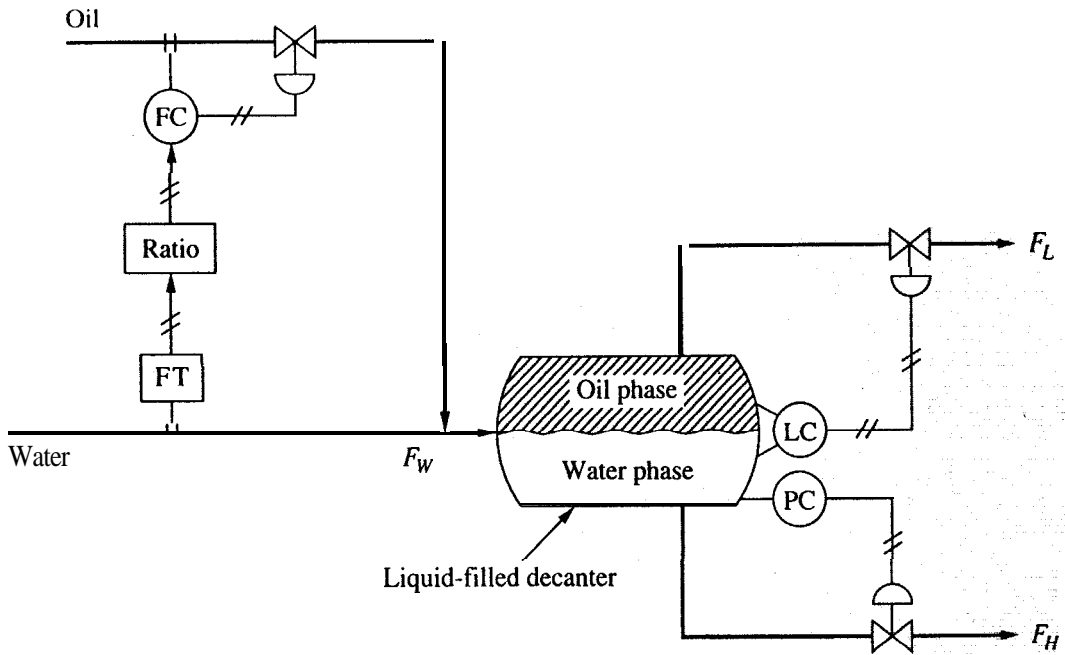 Oil
FC
Ratio
FT
Water
F_W
Oil phase
Water phase
LC
PC
Liquid-filled decanter
F_L
F_H